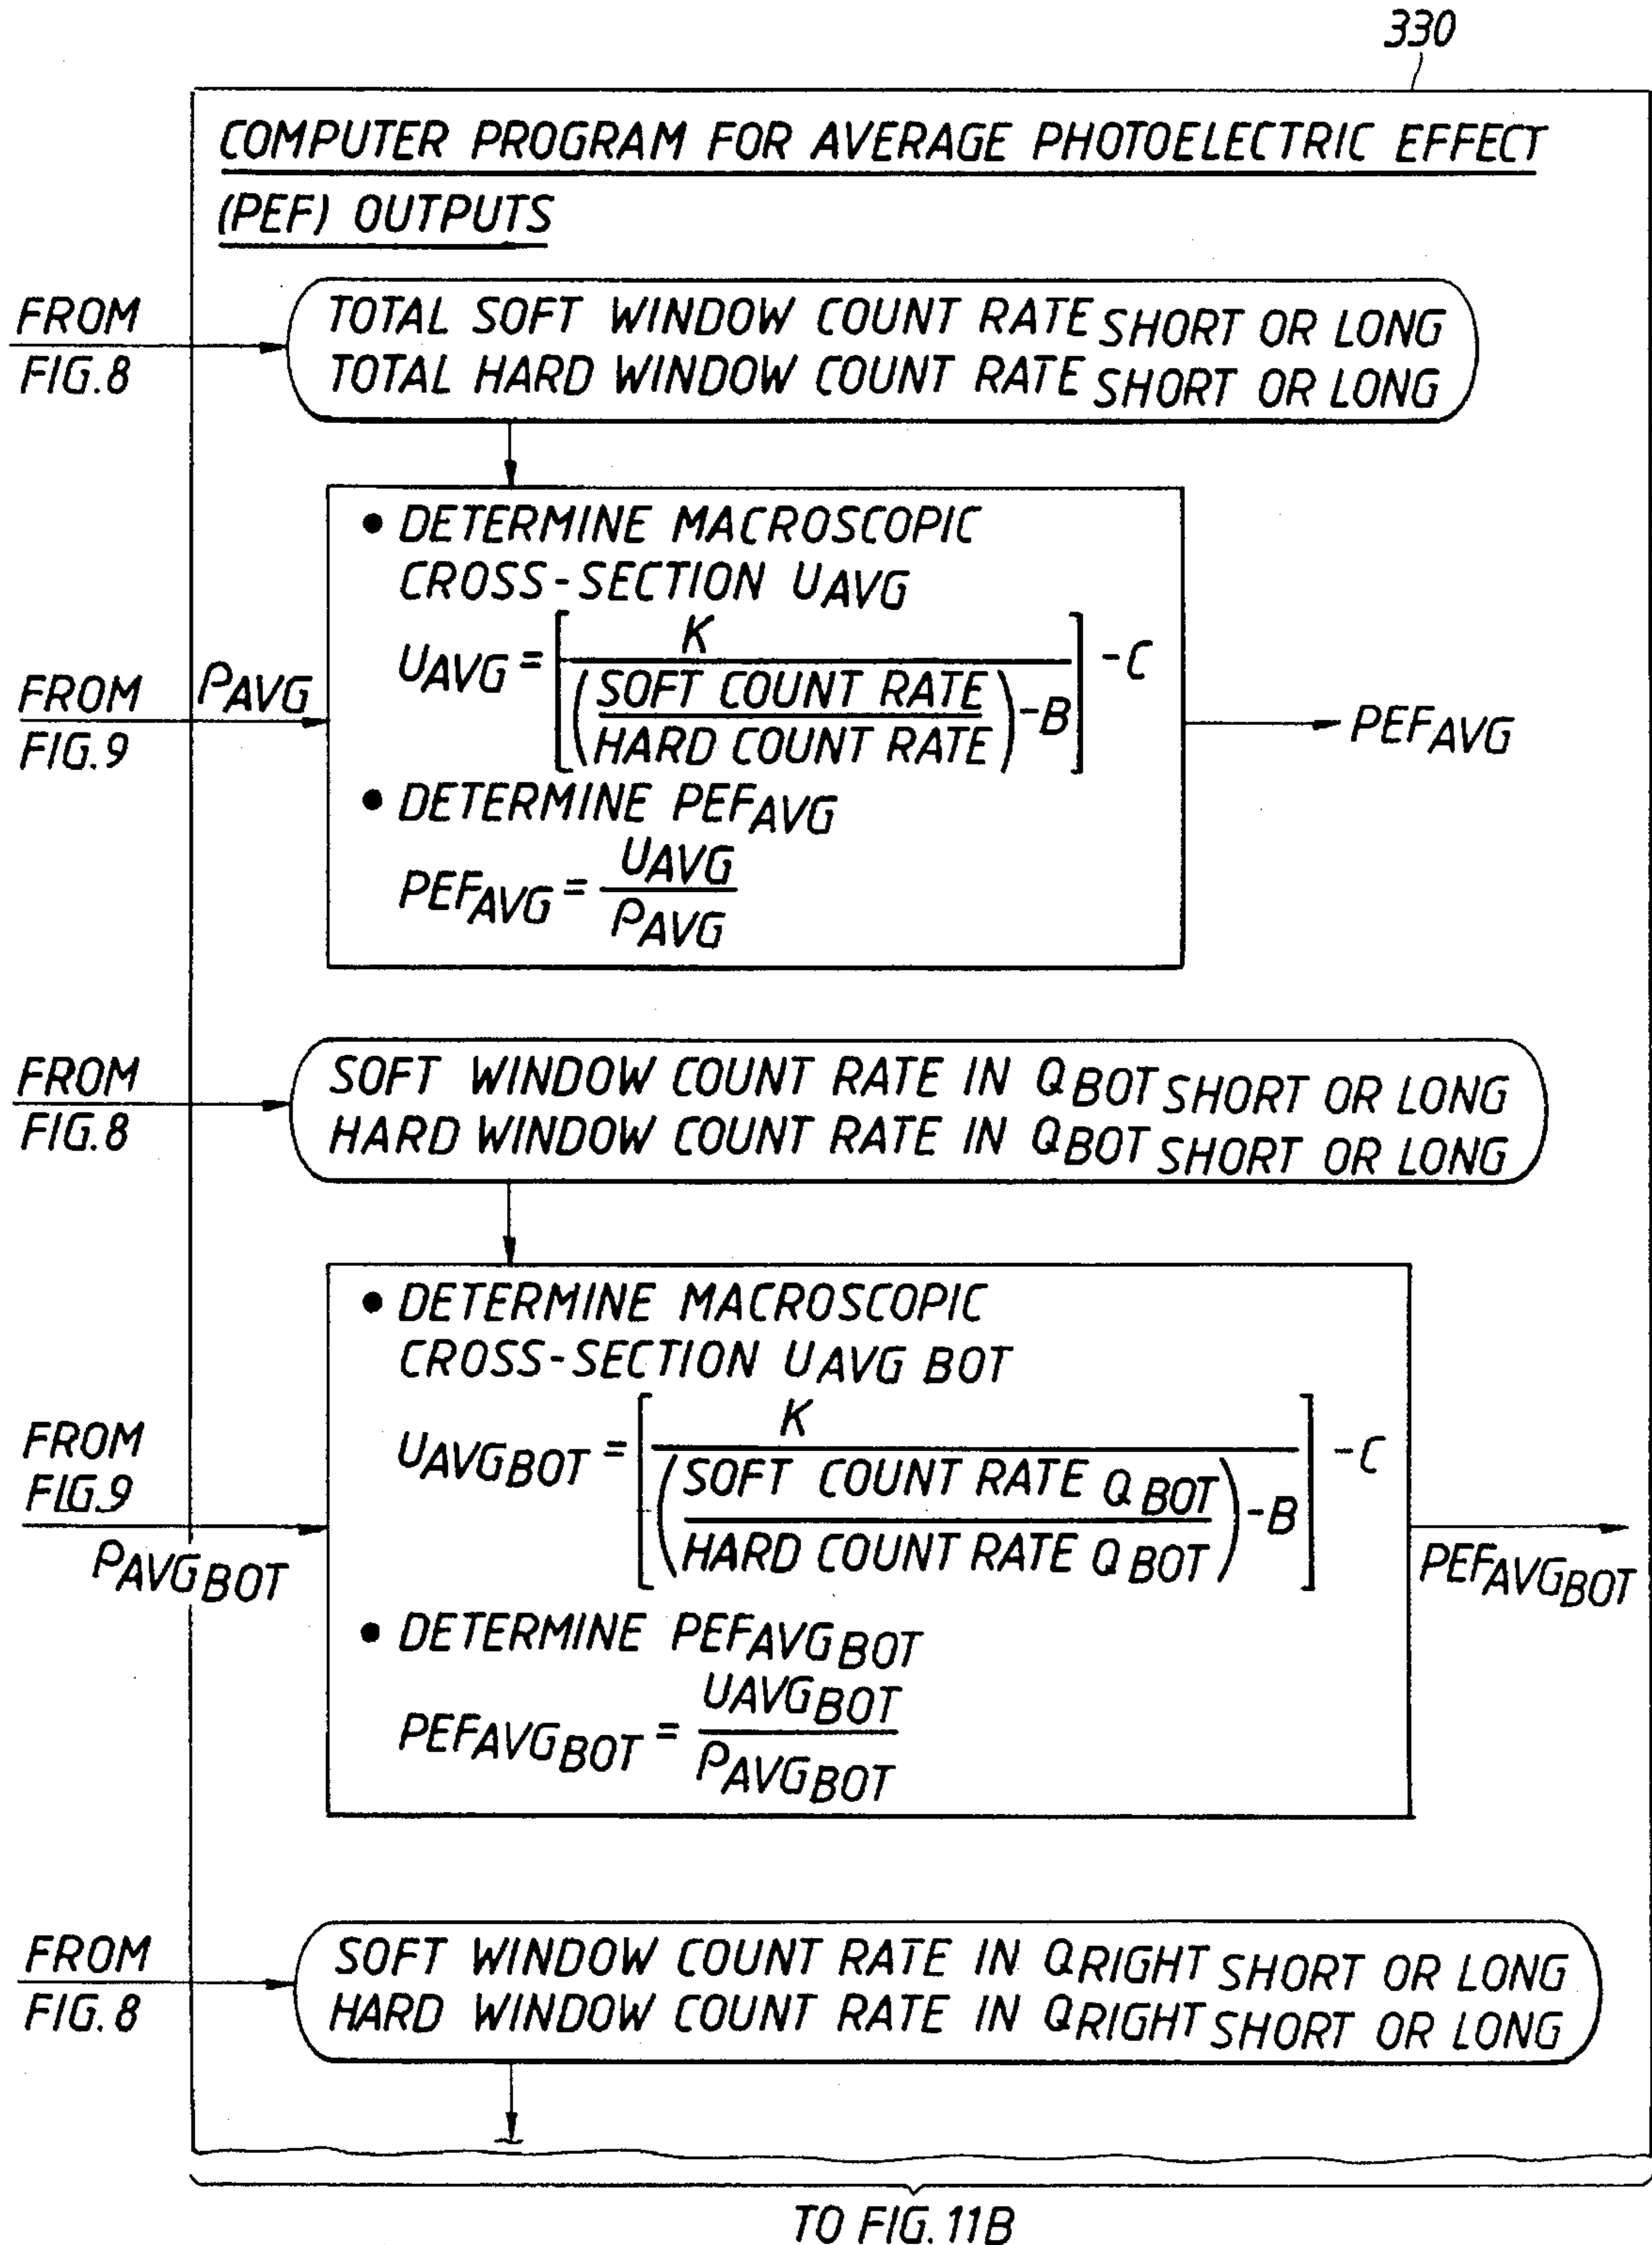 330
COMPUTER PROGRAM FOR AVERAGE PHOTOELECTRIC EFFECT
(PEF) OUTPUTS
FROM
FIG.8
TOTAL SOFT WINDOW COUNT RATE SHORT OR LONG
TOTAL HARD WINDOW COUNT RATE SHORT OR LONG
• DETERMINE MACROSCOPIC
CROSS-SECTION UAVG
UAVG = [K / ((SOFT COUNT RATE / HARD COUNT RATE) -B)] -C
FROM
FIG.9
ρAVG
• DETERMINE PEFAVG
PEFAVG = UAVG / ρAVG
PEFAVG
FROM
FIG.8
SOFT WINDOW COUNT RATE IN QBOT SHORT OR LONG
HARD WINDOW COUNT RATE IN QBOT SHORT OR LONG
• DETERMINE MACROSCOPIC
CROSS-SECTION UAVG BOT
UAVGBOT = [K / ((SOFT COUNT RATE QBOT / HARD COUNT RATE QBOT) -B)] -C
FROM
FIG.9
ρAVGBOT
• DETERMINE PEFAVGBOT
PEFAVGBOT = UAVGBOT / ρAVGBOT
PEFAVGBOT
FROM
FIG.8
SOFT WINDOW COUNT RATE IN QRIGHT SHORT OR LONG
HARD WINDOW COUNT RATE IN QRIGHT SHORT OR LONG
TO FIG.11B